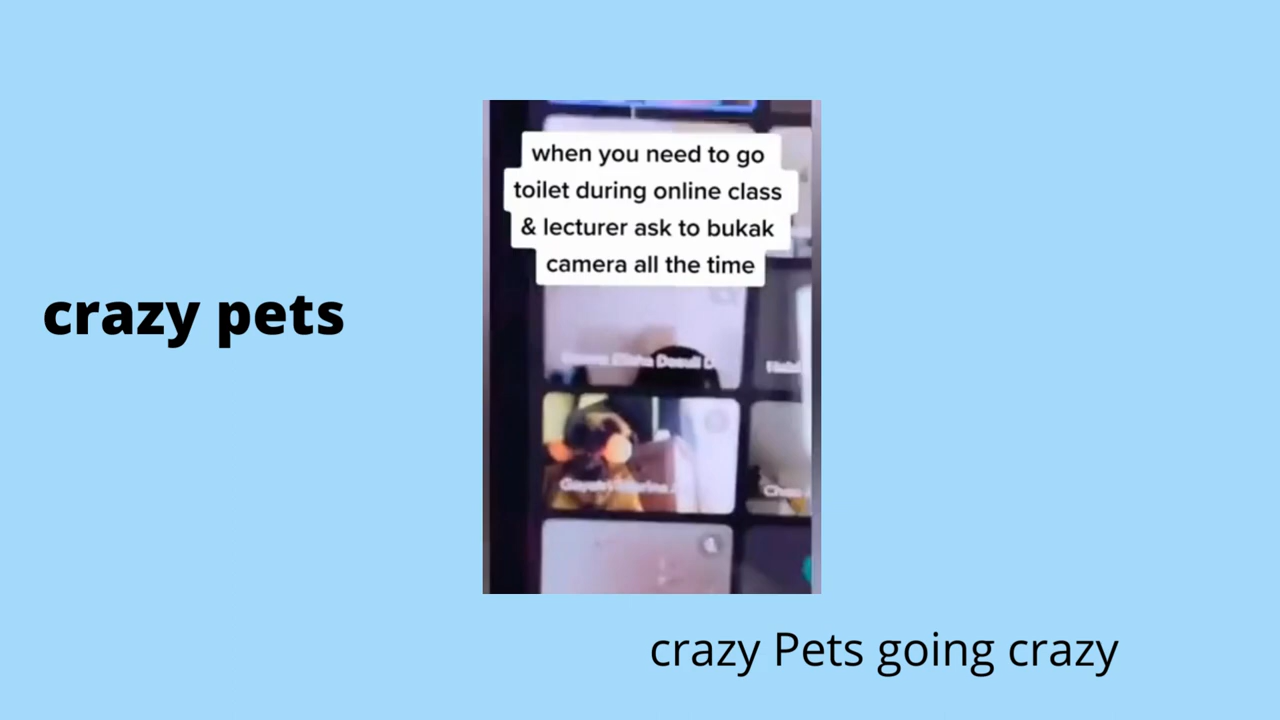 when you need to go
toilet during online class
& lecturer ask to bukak
camera all the time
crazy pets
crazy Pets going crazy